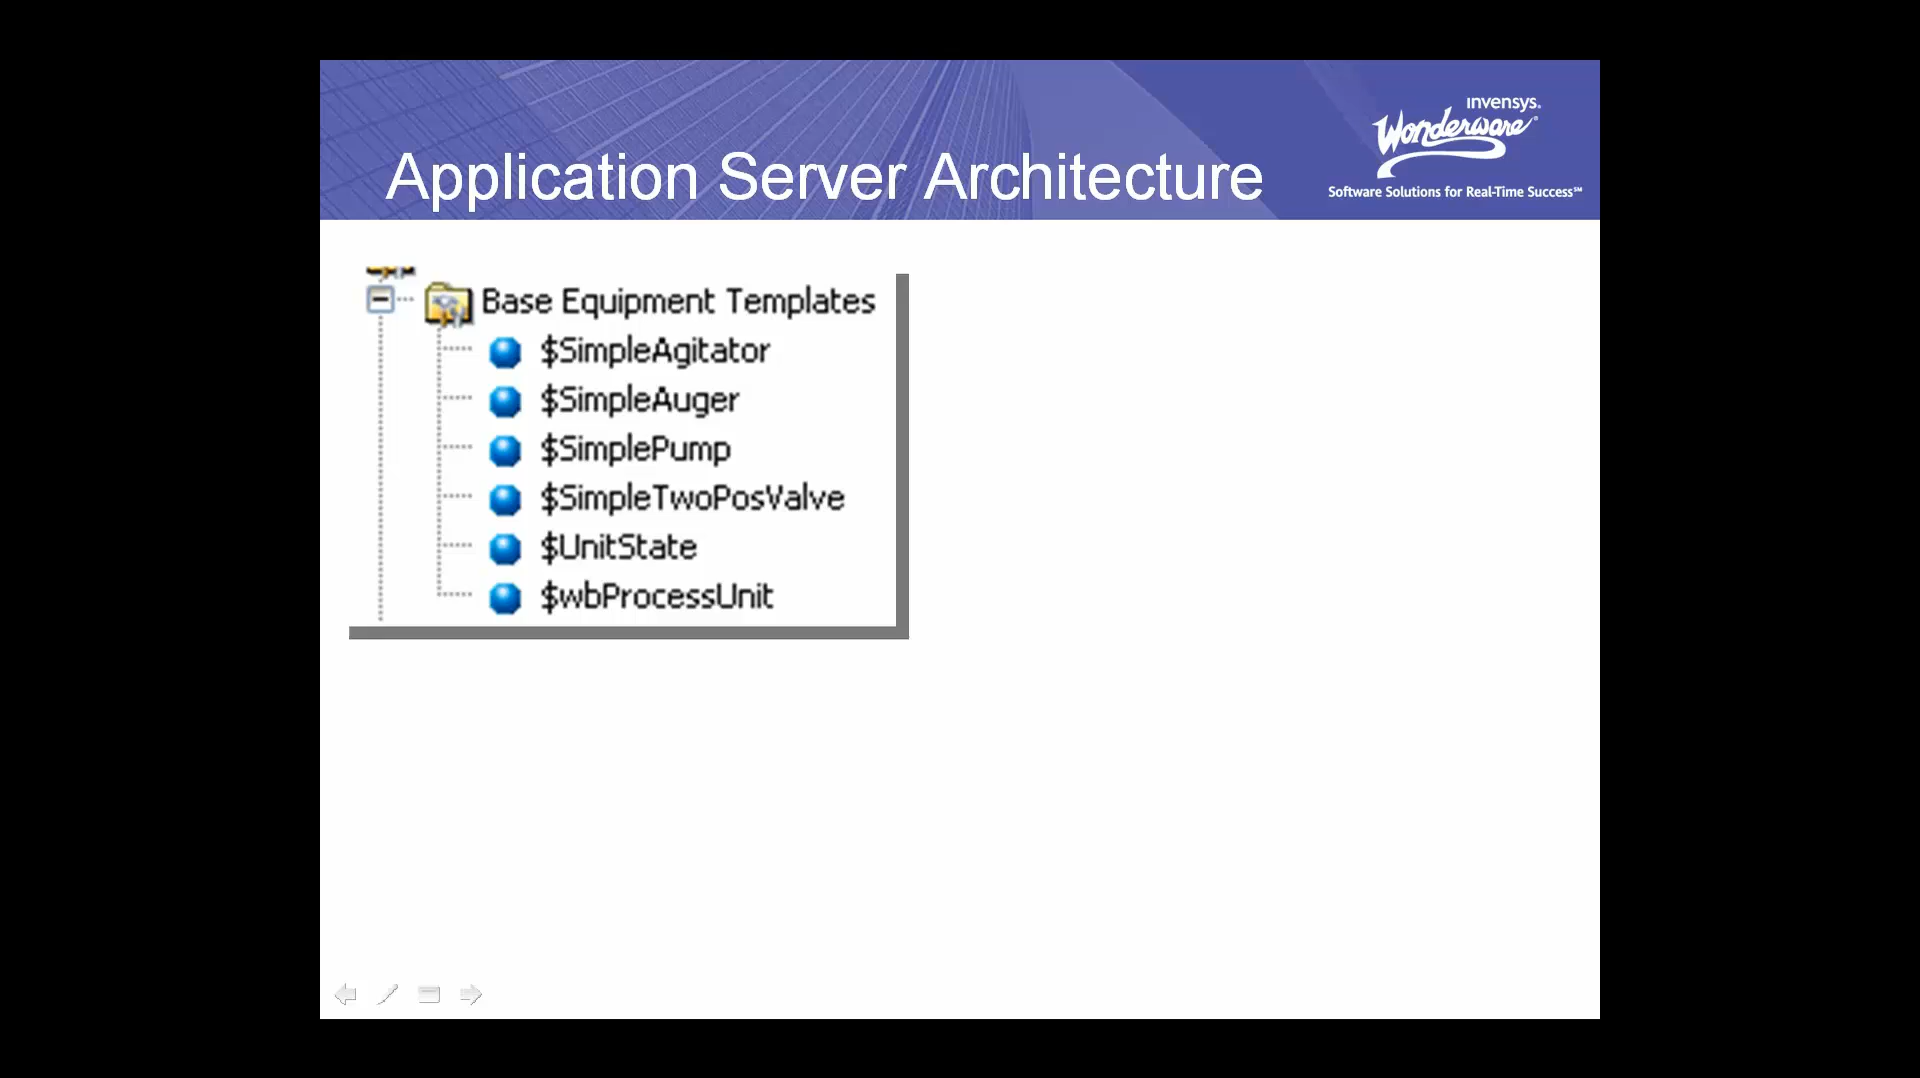 invensys.
Wonderware®
Software Solutions for Real-Time Success℠
Application Server Architecture
Base Equipment Templates
$SimpleAgitator
$SimpleAuger
$SimplePump
$SimpleTwoPosValve
$UnitState
$wbProcessUnit